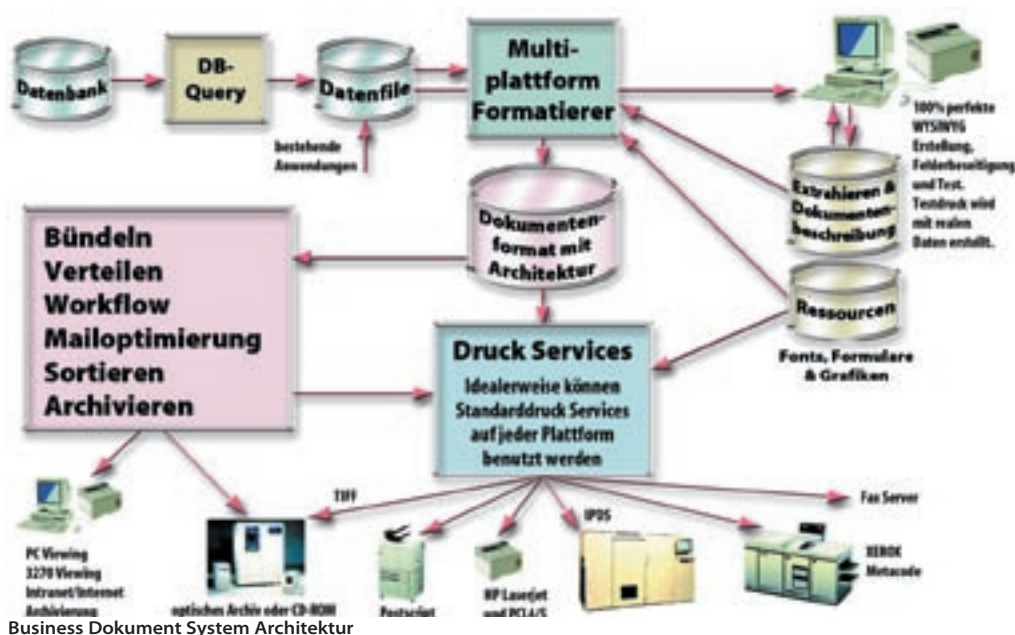 Datenbank
DB-
Query
Datenfile
bestehende
Anwendungen
Multi-
plattform
Formatierer
100% perfekte
WYSIWYG
Erstellung,
Fehlerbeseitigung
und Test.
Testdruck wird
mit realen
Daten erstellt.
Extrahieren &
Dokumenten-
beschreibung
Ressourcen
Fonts, Formulare
& Grafiken
Dokumenten-
format mit
Architektur
Bündeln
Verteilen
Workflow
Mailoptimierung
Sortieren
Archivieren
Druck Services
Idealerweise können
Standarddruck Services
auf jeder Plattform
benutzt werden
PC Viewing
3270 Viewing
Intranet/Internet
Archivierung
TIFF
optisches Archiv oder CD-ROM
Postscript
HP Laserjet
und PCL4/5
IPDS
XEROX
Metacode
Fax Server
Business Dokument System Architektur